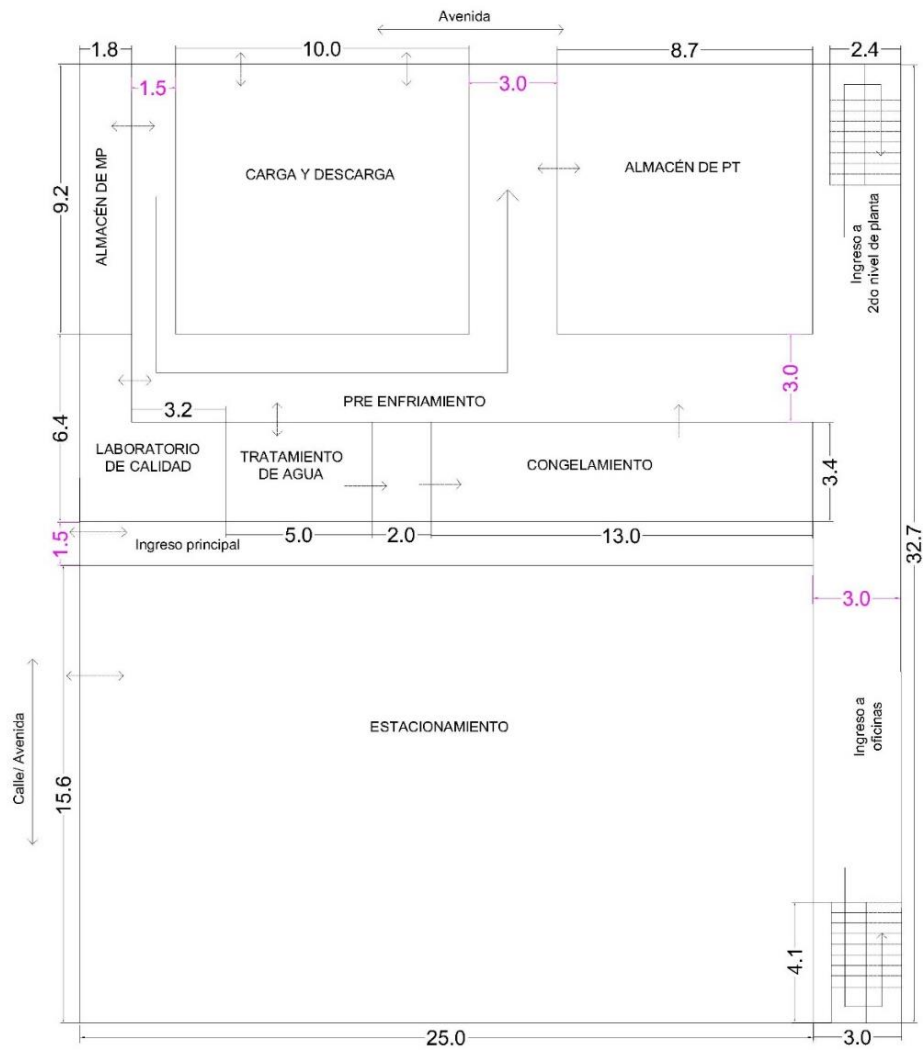 Avenida
1.8
10.0
8.7
2.4
1.5
3.0
ALMACÉN DE MP
CARGA Y DESCARGA
ALMACÉN DE PT
9.2
Ingreso a
2do nivel de planta
3.0
3.2
PRE ENFRIAMIENTO
6.4
LABORATORIO
DE CALIDAD
TRATAMIENTO
DE AGUA
CONGELAMIENTO
3.4
1.5
Ingreso principal
5.0
2.0
13.0
32.7
3.0
ESTACIONAMIENTO
Ingreso a
oficinas
Calle/ Avenida
15.6
4.1
25.0
3.0